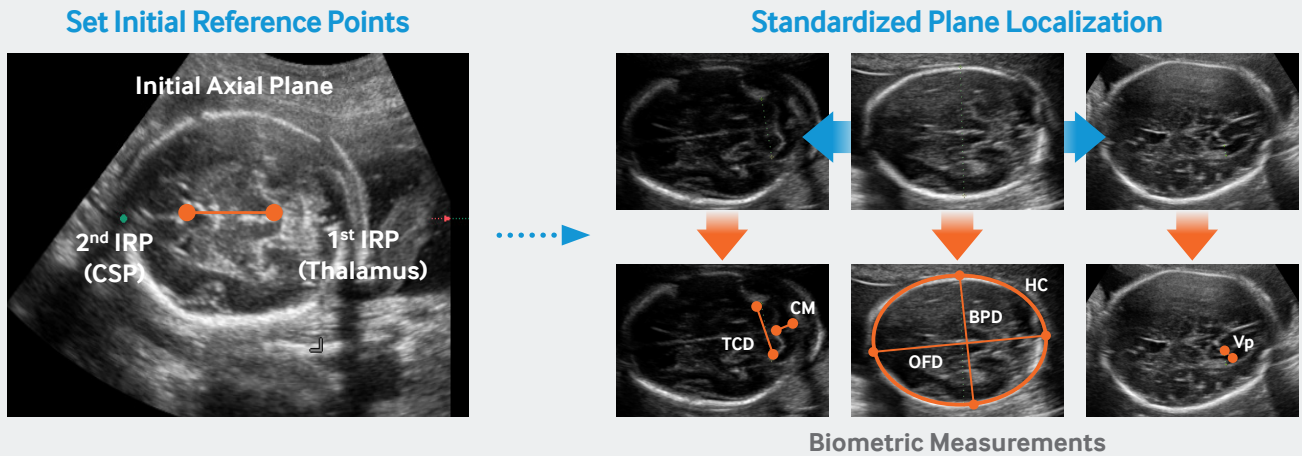 Set Initial Reference Points
Initial Axial Plane
2nd IRP
(CSP)
1st IRP
(Thalamus)
Standardized Plane Localization
CM
TCD
HC
BPD
OFD
Vp
Biometric Measurements